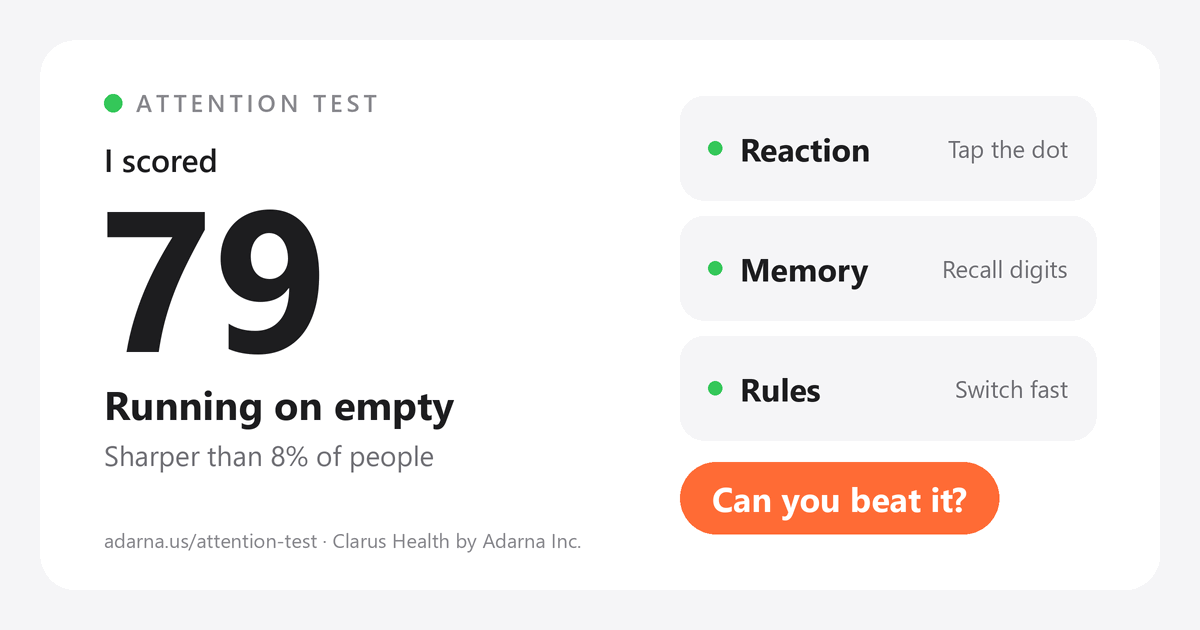 ATTENTION TEST
I scored
79
Running on empty
Sharper than 8% of people
adarna.us/attention-test · Clarus Health by Adarna Inc.
Reaction Tap the dot
Memory Recall digits
Rules Switch fast
Can you beat it?